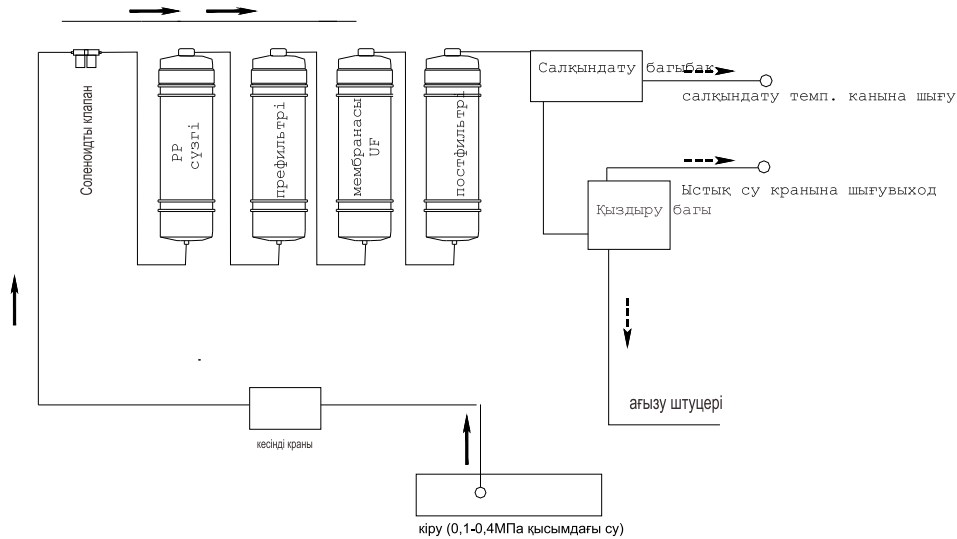 Соленоидты клапан
PP
сүзгі
префильтрі
мембранасы
UF
постфильтрі
Салқындату бағыбак
салқындату темп. канына шығу
Ыстық су кранына шығувыход
Қыздыру бағы
ағызу штуцері
кесінді краны
кіру (0,1-0,4МПа қысымдағы су)